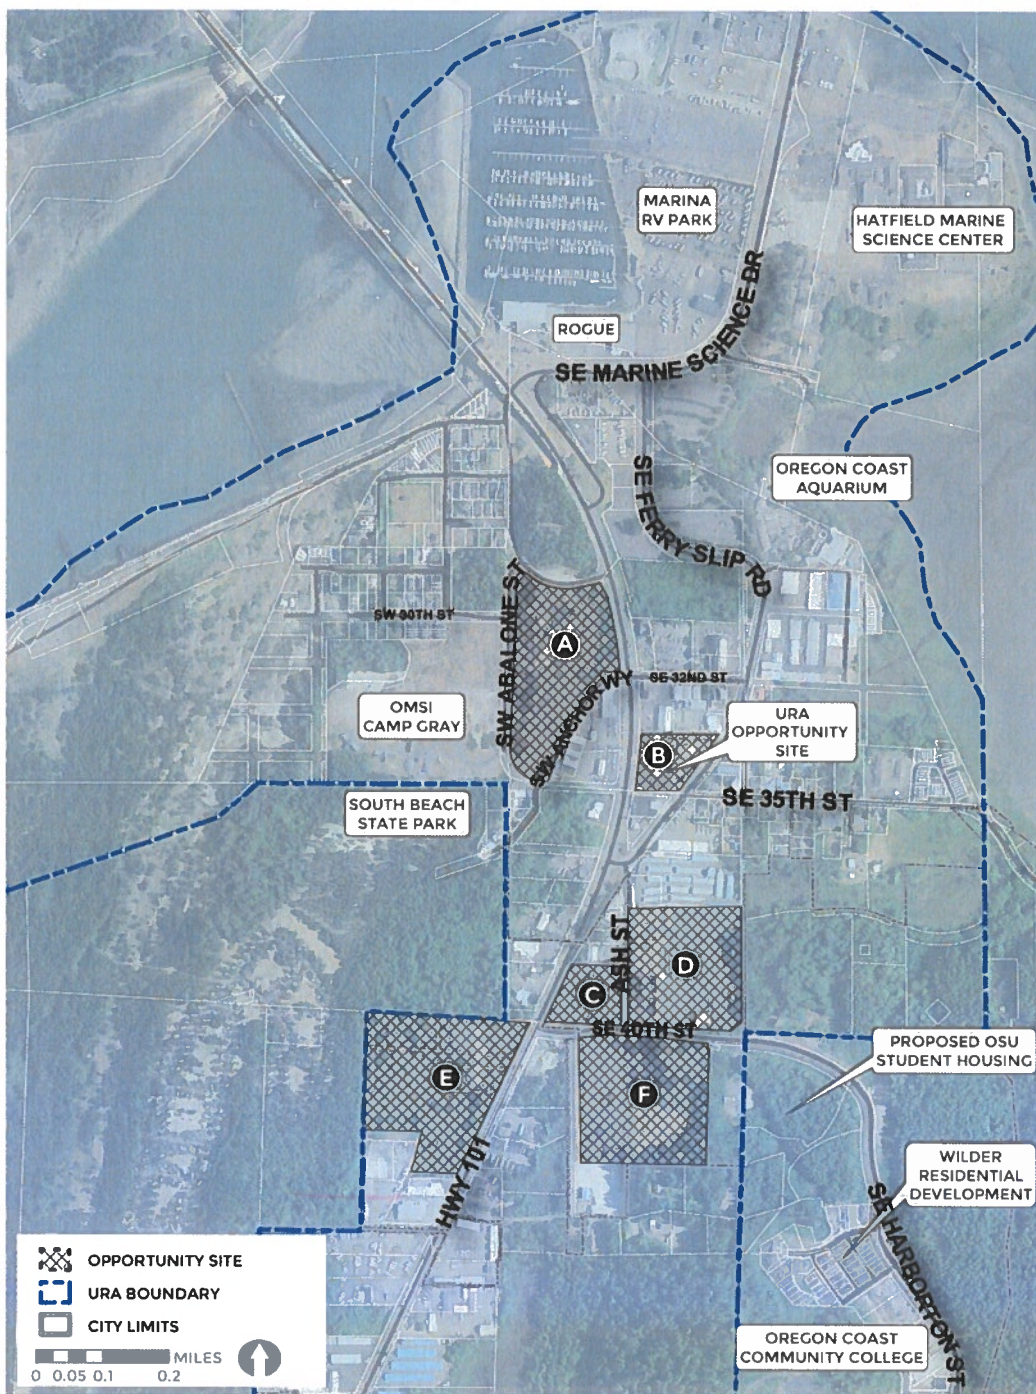 MARINA
RV PARK
HATFIELD MARINE
SCIENCE CENTER
ROGUE
SE MARINE SCIENCE DR
OREGON COAST
AQUARIUM
SE FERRY SLIP RD
SW ABALONE ST
SW 30TH ST
A
OMSI
CAMP GRAY
SW ANCHOR WY
SE 32ND ST
URA
OPPORTUNITY
SITE
B
SOUTH BEACH
STATE PARK
SE 35TH ST
ASH ST
D
C
SE 40TH ST
PROPOSED OSU
STUDENT HOUSING
E
F
WILDER
RESIDENTIAL
DEVELOPMENT
HWY 101
SE HARBORTON ST
OPPORTUNITY SITE
URA BOUNDARY
CITY LIMITS
MILES
0 0.05 0.1 0.2
OREGON COAST
COMMUNITY COLLEGE